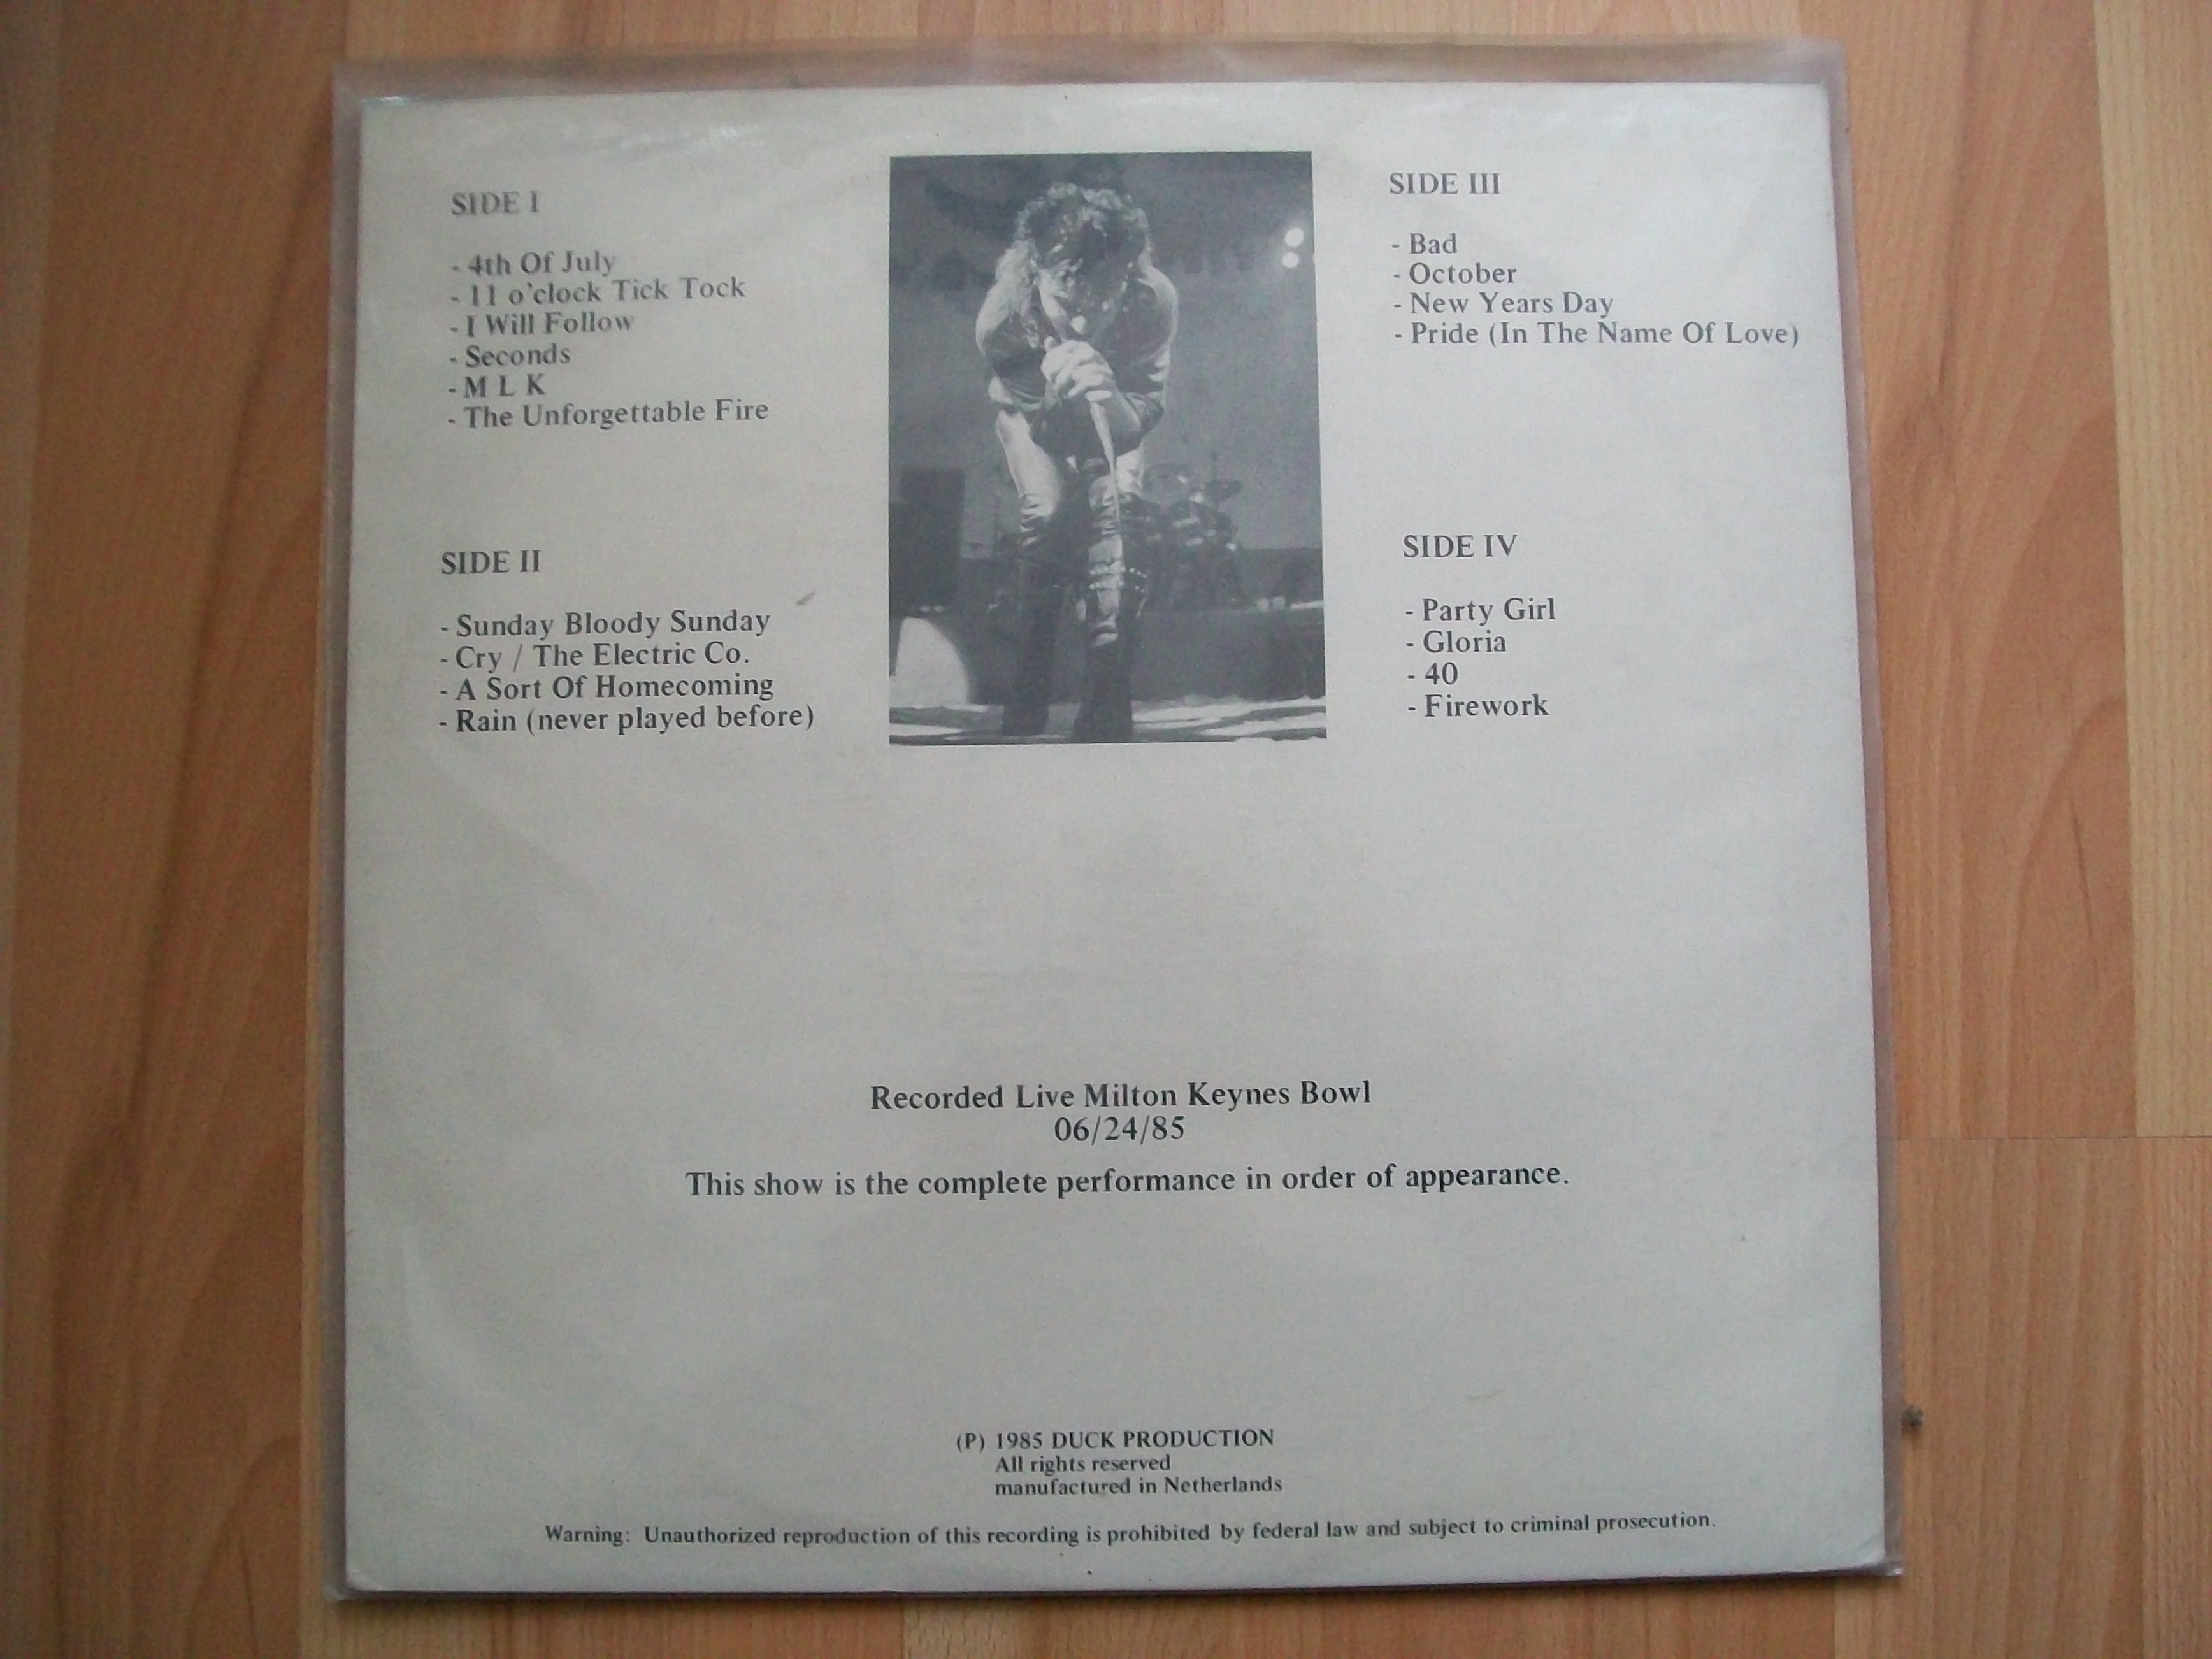 SIDE I
- 4th Of July
- 11 o'clock Tick Tock
- I Will Follow
- Seconds
- M L K
- The Unforgettable Fire
SIDE II
- Sunday Bloody Sunday
- Cry / The Electric Co.
- A Sort Of Homecoming
- Rain (never played before)
SIDE III
- Bad
- October
- New Years Day
- Pride (In The Name Of Love)
SIDE IV
- Party Girl
- Gloria
- 40
- Firework
Recorded Live Milton Keynes Bowl
06/24/85
This show is the complete performance in order of appearance.
(P) 1985 DUCK PRODUCTION
All rights reserved
manufactured in Netherlands
Warning: Unauthorized reproduction of this recording is prohibited by federal law and subject to criminal prosecution.